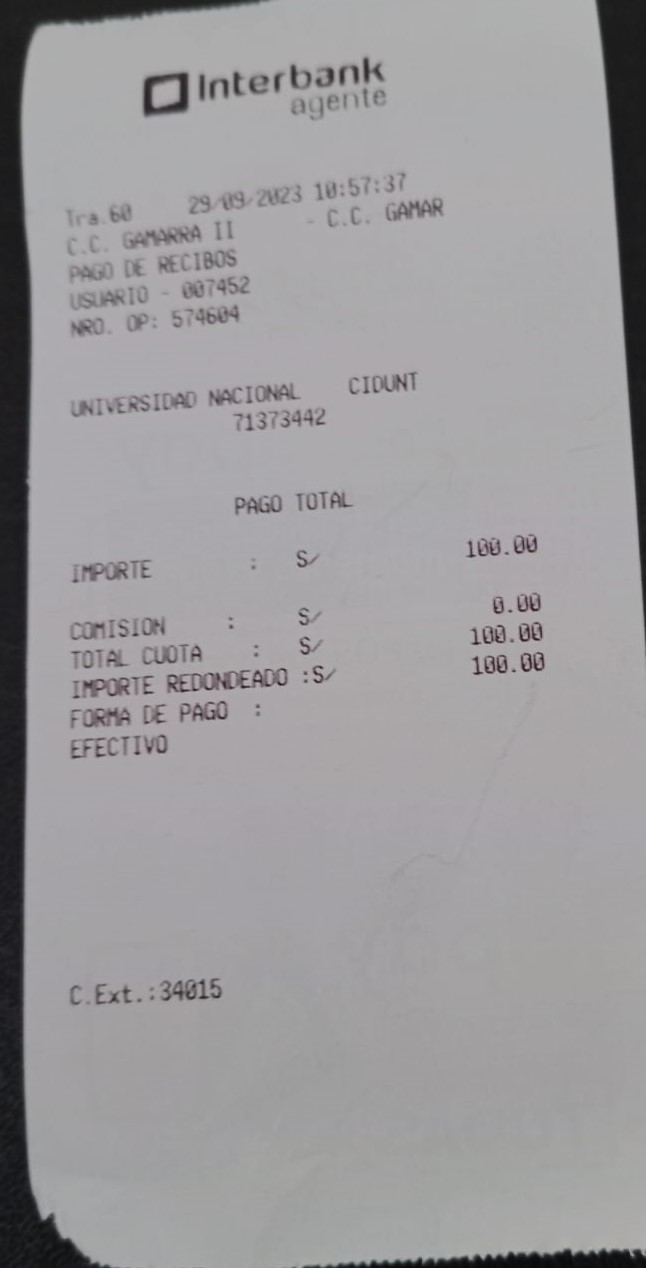 Interbank
agente
Tra.60 29/09/2023 10:57:37
C.C. GAMARRA II - C.C. GAMAR
PAGO DE RECIBOS
USUARIO - 007452
NRO. OP: 574604
UNIVERSIDAD NACIONAL CIDUNT
71373442
PAGO TOTAL
IMPORTE : S/ 100.00
COMISION : S/ 0.00
TOTAL CUOTA : S/ 100.00
IMPORTE REDONDEADO :S/ 100.00
FORMA DE PAGO :
EFECTIVO
C.Ext.:34015